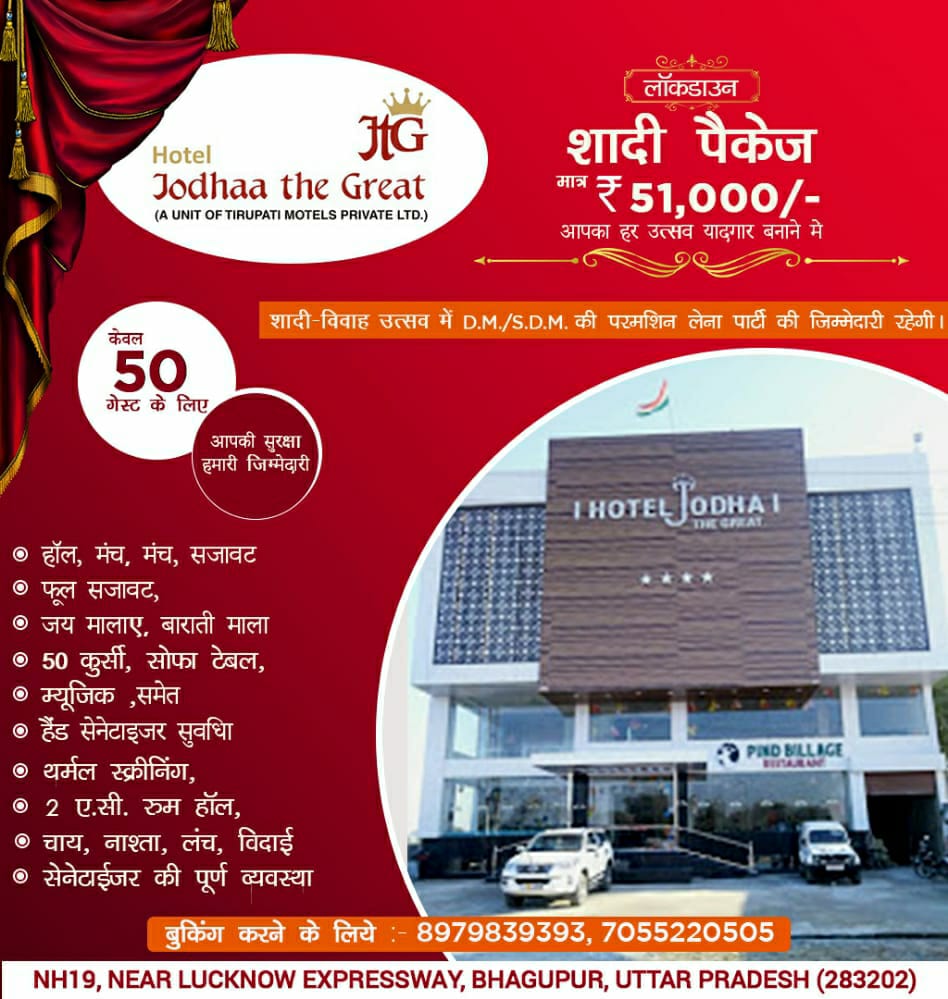 लॉकडाउन
शादी पैकेज
मात्र ₹ 51,000/-
आपका हर उत्सव यादगार बनाने मे
JTG
Hotel
Jodhaa the Great
(A UNIT OF TIRUPATI MOTELS PRIVATE LTD.)
शादी-विवाह उत्सव में D.M./S.D.M. की परमशिन लेना पार्टी की जिम्मेदारी रहेगी।
केवल
50
गेस्ट के लिए
आपकी सुरक्षा
हमारी जिम्मेदारी
हॉल, मंच, मंच, सजावट
फूल सजावट,
जय मालाए, बाराती माला
50 कुर्सी, सोफा टेबल,
म्यूजिक ,समेत
हैंड सेनेटाइजर सुवधिा
थर्मल स्क्रीनिंग,
2 ए.सी. रुम हॉल,
चाय, नाश्ता, लंच, विदाई
सेनेटाईजर की पूर्ण व्यवस्था
HOTEL JODHA
THE GREAT
PIND BILLAGE
RESTAURANT
बुकिंग करने के लिये :- 8979839393, 7055220505
NH19, NEAR LUCKNOW EXPRESSWAY, BHAGUPUR, UTTAR PRADESH (283202)